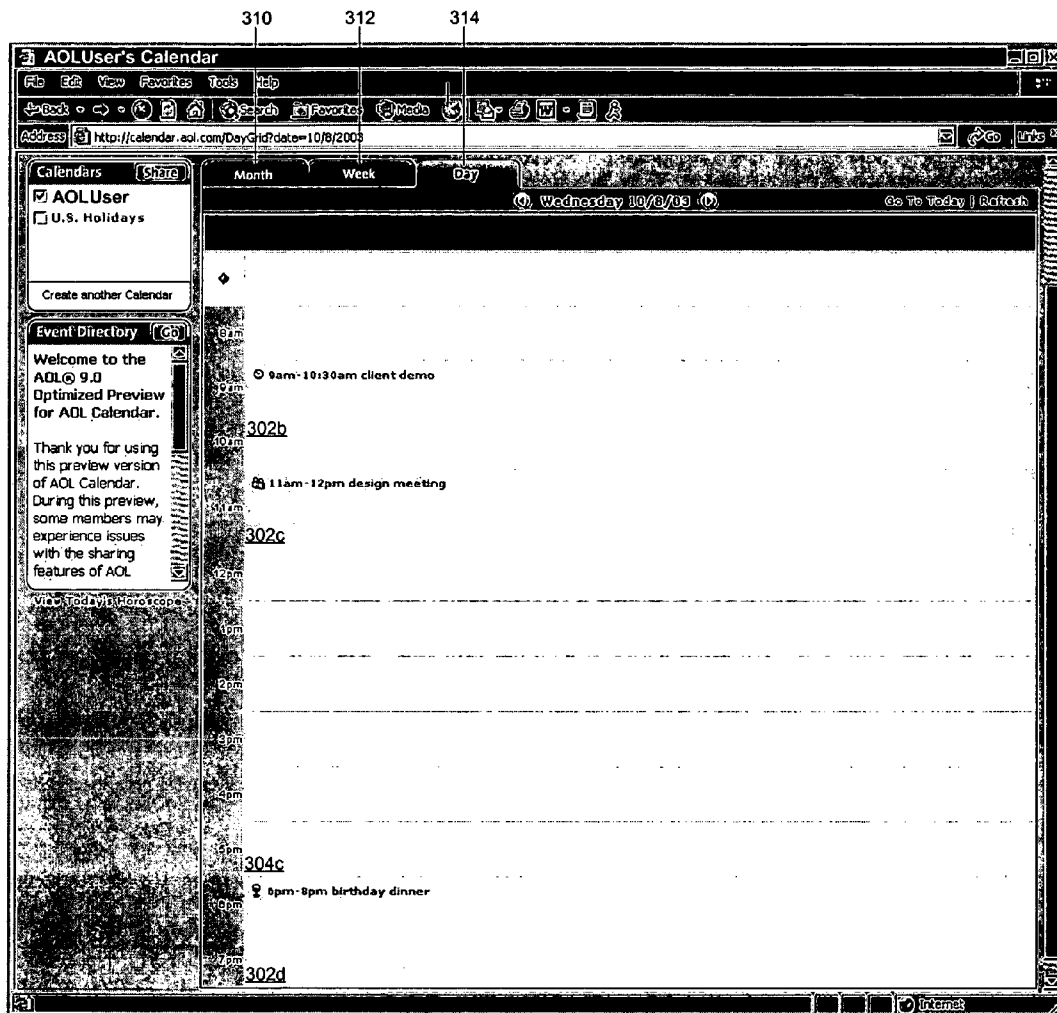 310 312 314
AOLUser's Calendar
File Edit View Favorites Tools Help
Back Search Favorites Media
Address http://calendar.aol.com/DayGrid?date=10/8/2003 Go Links
Calendars Share
AOLUser
U.S. Holidays
Create another Calendar
Event Directory Go
Welcome to the
AOL® 9.0
Optimized Preview
for AOL Calendar.
Thank you for using
this preview version
of AOL Calendar.
During this preview,
some members may
experience issues
with the sharing
features of AOL
View Today's Horoscope
Month Week Day
Wednesday 10/8/03 Go To Today | Refresh
8am
9am-10:30am client demo
9am
302b
10am
11am-12pm design meeting
11am
302c
12pm
1pm
2pm
3pm
4pm
5pm
304c
6pm-8pm birthday dinner
6pm
7pm
302d
Internet